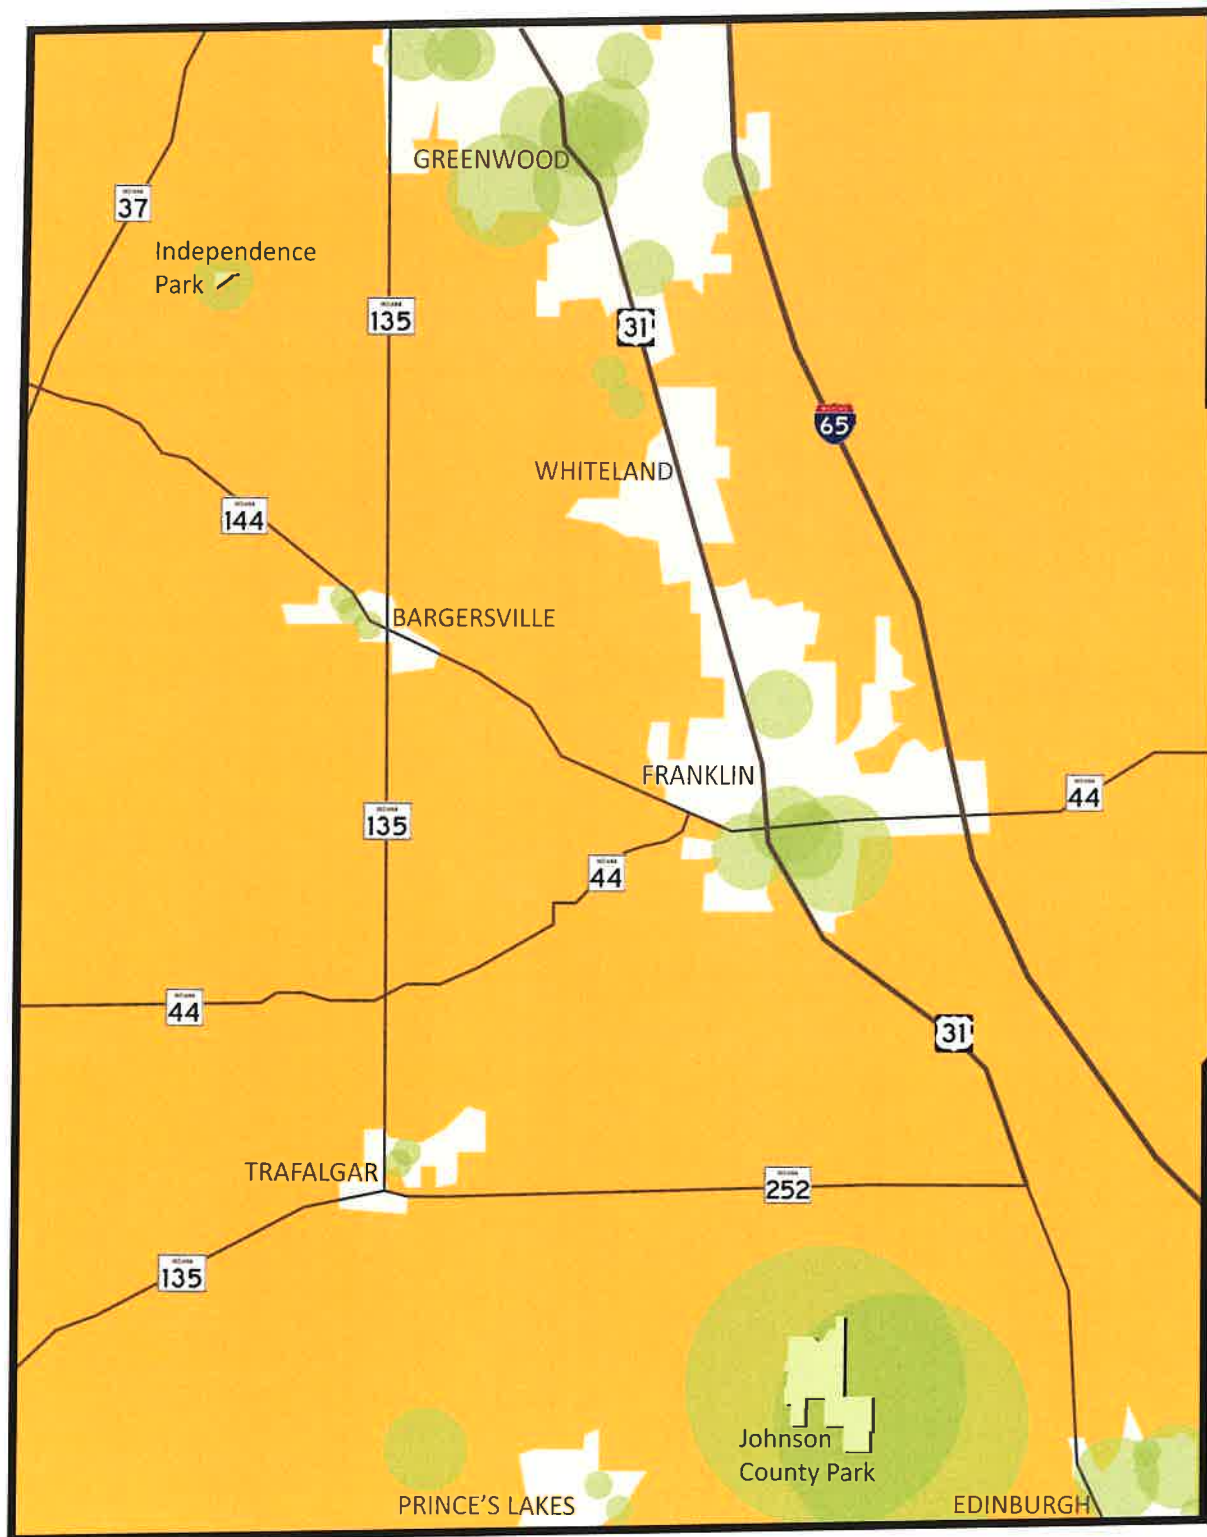 GREENWOOD
37
Independence
Park
135
31
65
WHITELAND
144
BARGERSVILLE
FRANKLIN
44
135
44
44
31
TRAFALGAR
252
135
Johnson
County Park
PRINCE'S LAKES
EDINBURGH